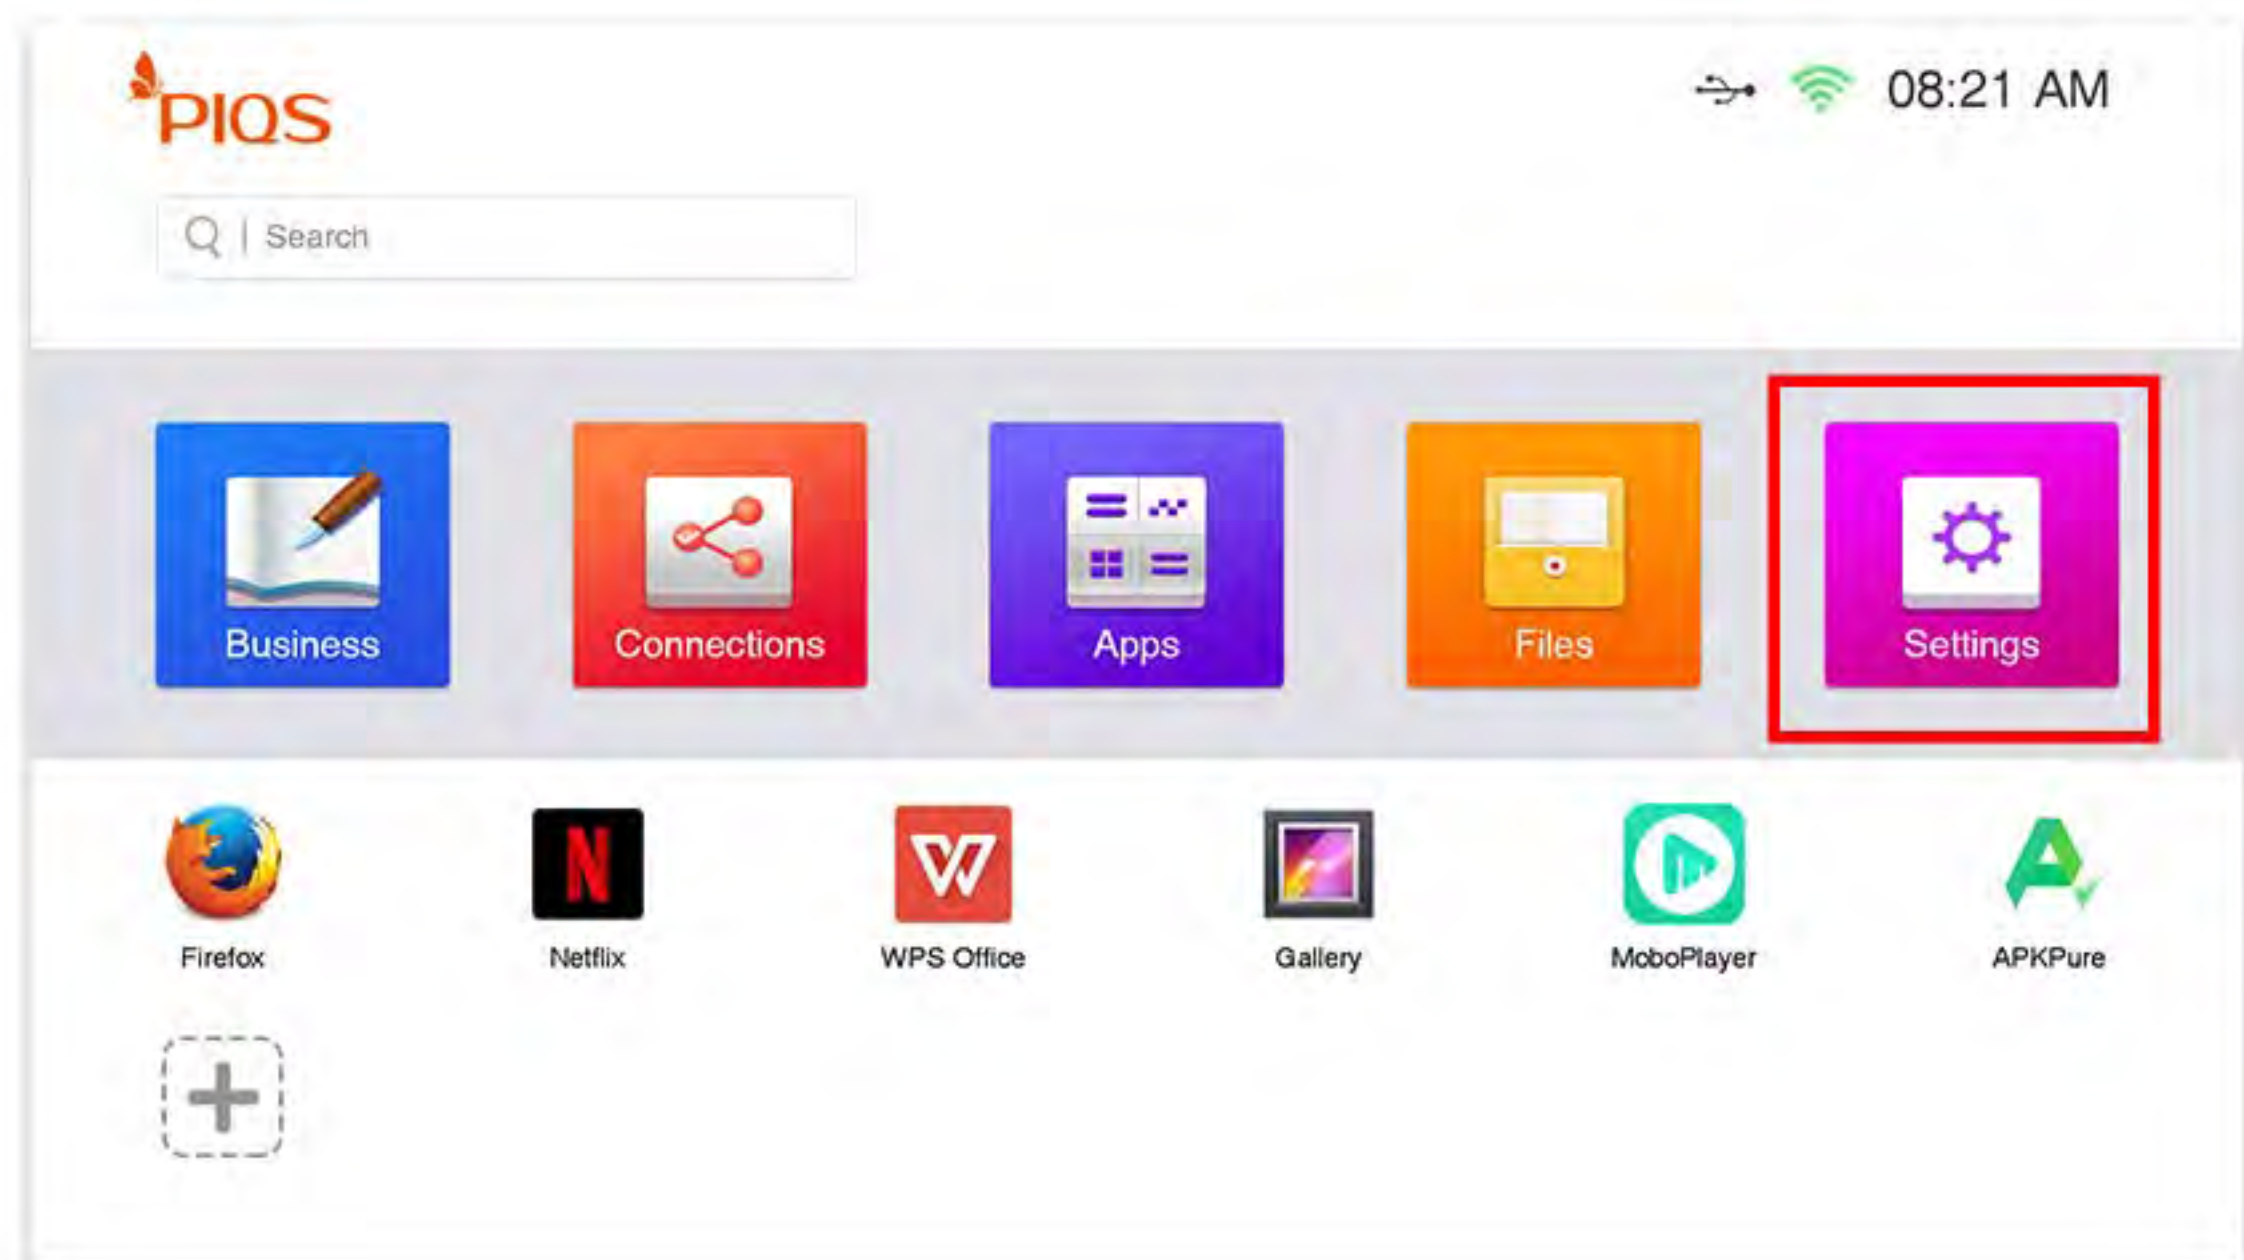 PIQS
08:21 AM
Search
Business Connections Apps Files Settings
Firefox Netflix WPS Office Gallery MoboPlayer APKPure